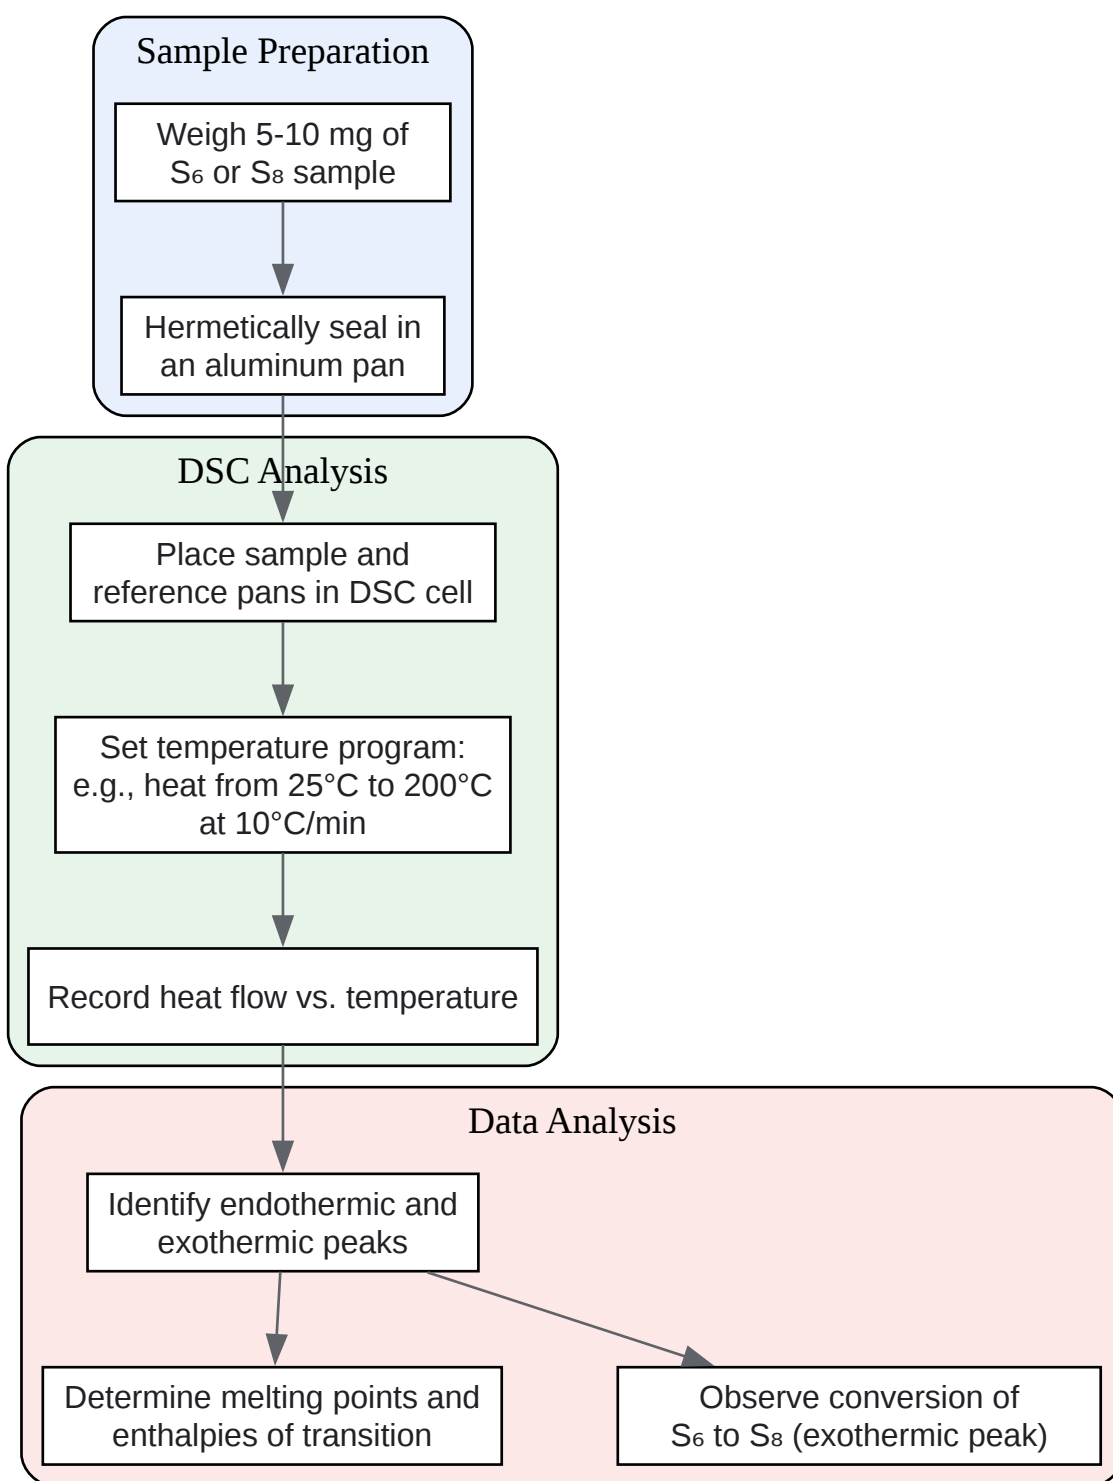 Sample Preparation
Weigh 5-10 mg of
S₆ or S₈ sample
Hermetically seal in
an aluminum pan
DSC Analysis
Place sample and
reference pans in DSC cell
Set temperature program:
e.g., heat from 25°C to 200°C
at 10°C/min
Record heat flow vs. temperature
Data Analysis
Identify endothermic and
exothermic peaks
Determine melting points and
enthalpies of transition
Observe conversion of
S₆ to S₈ (exothermic peak)